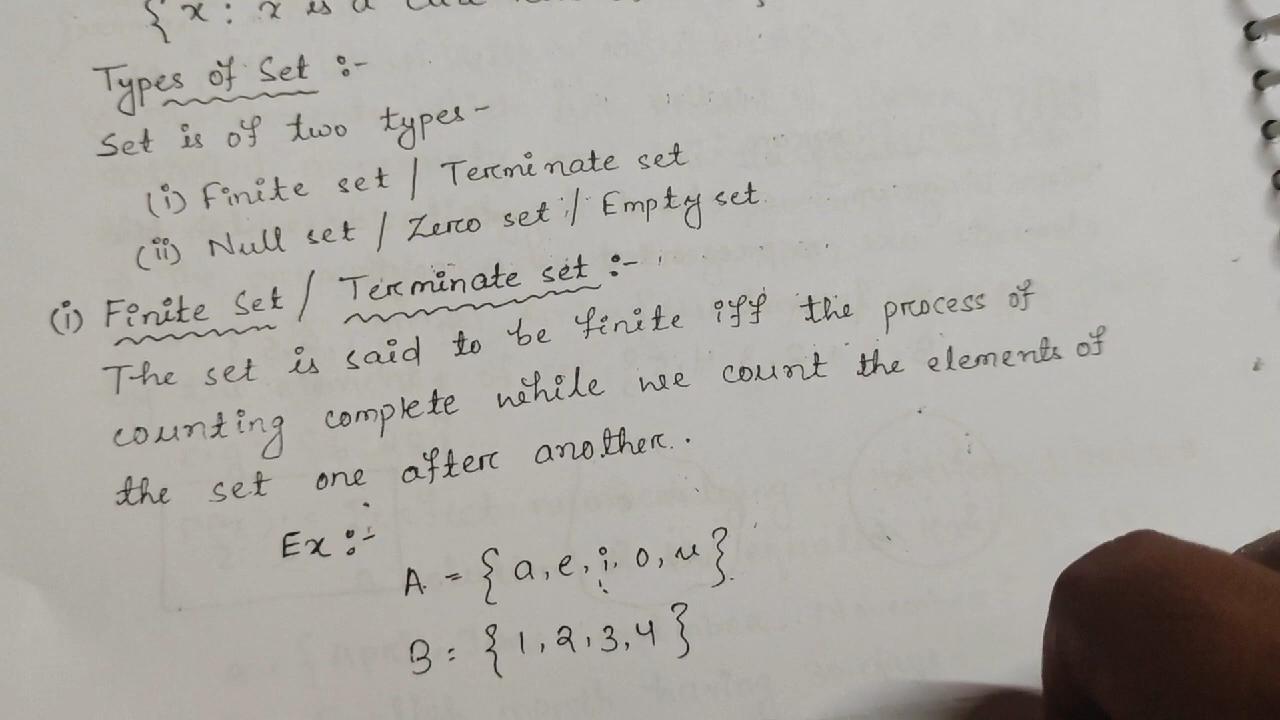 {x : x is a
Types of Set :-
Set is of two types -
(i) Finite set / Terminate set
(ii) Null set / Zero set / Empty set.
(i) Finite Set / Terminate set :-
The set is said to be finite iff the process of
counting complete while we count the elements of
the set one after another.
Ex :-
A = {a, e, i, o, u}.
B = {1, 2, 3, 4}